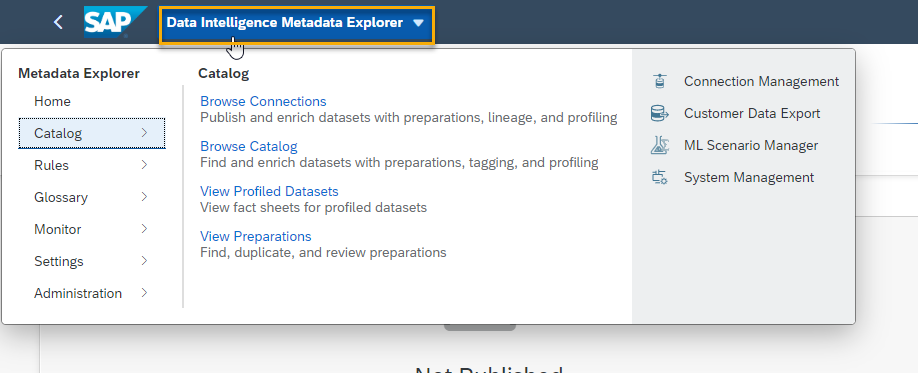 SAP
Data Intelligence Metadata Explorer
Metadata Explorer
Home
Catalog
Rules
Glossary
Monitor
Settings
Administration
Catalog
Browse Connections
Publish and enrich datasets with preparations, lineage, and profiling
Browse Catalog
Find and enrich datasets with preparations, tagging, and profiling
View Profiled Datasets
View fact sheets for profiled datasets
View Preparations
Find, duplicate, and review preparations
Connection Management
Customer Data Export
ML Scenario Manager
System Management
Not Published